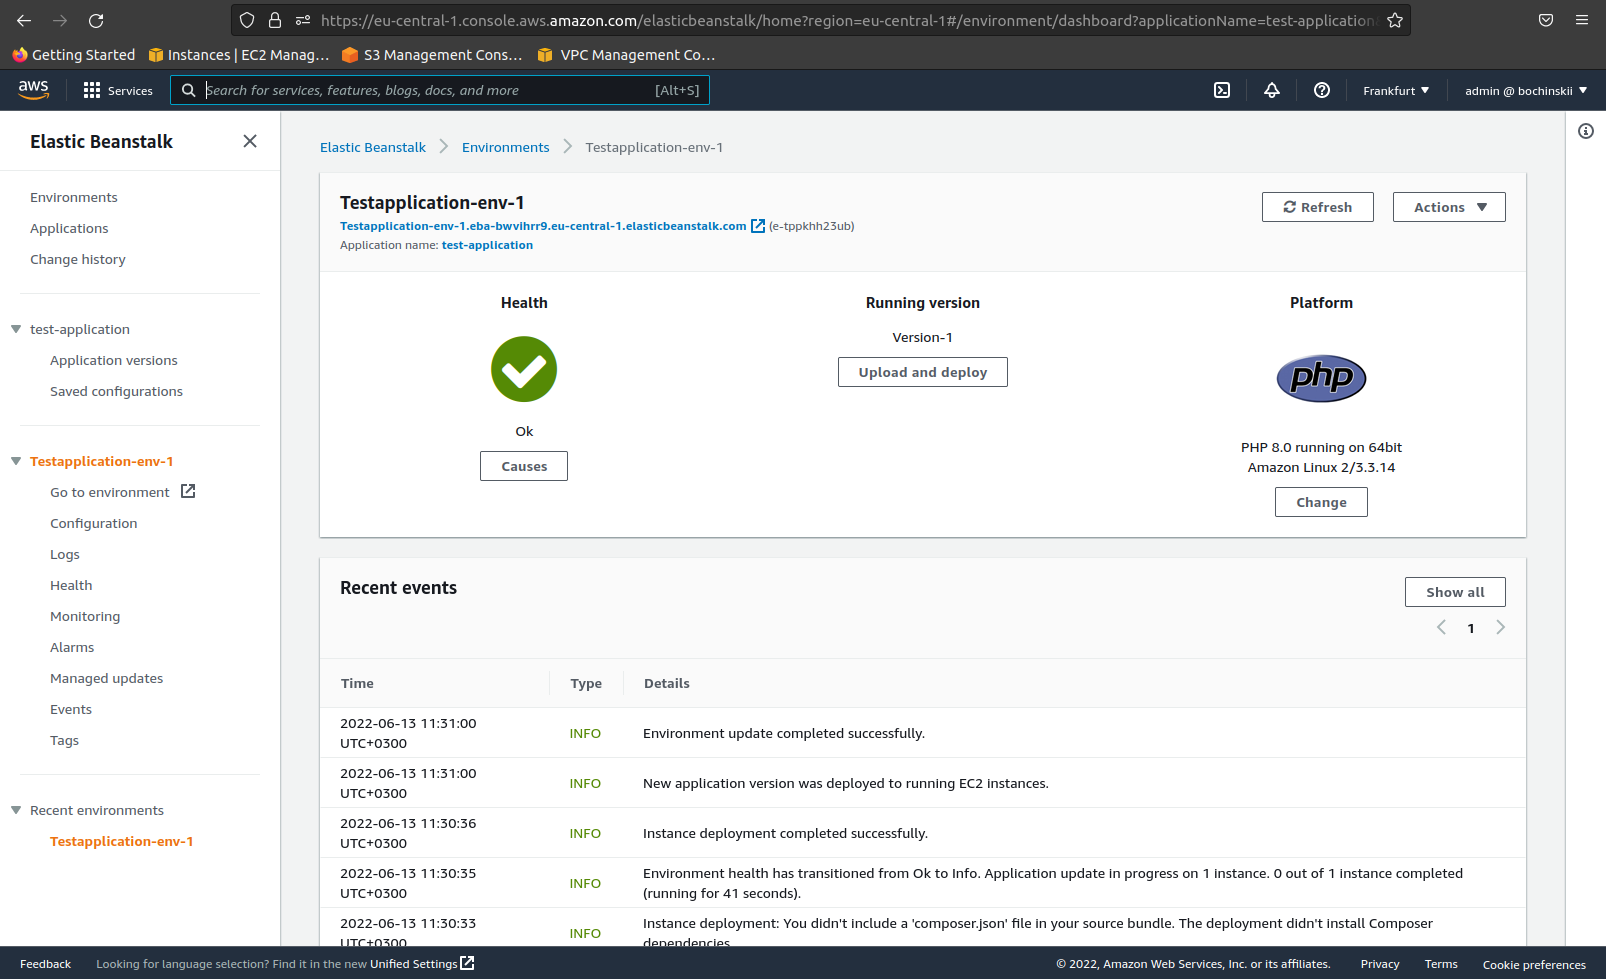 https://eu-central-1.console.aws.amazon.com/elasticbeanstalk/home?region=eu-central-1#/environment/dashboard?applicationName=test-application
Getting Started
Instances | EC2 Manag…
S3 Management Cons…
VPC Management Co…
aws
Services
Search for services, features, blogs, docs, and more
[Alt+S]
Frankfurt
admin @ bochinskii
Elastic Beanstalk
Environments
Applications
Change history
test-application
Application versions
Saved configurations
Testapplication-env-1
Go to environment
Configuration
Logs
Health
Monitoring
Alarms
Managed updates
Events
Tags
Recent environments
Testapplication-env-1
Elastic Beanstalk
Environments
Testapplication-env-1
Testapplication-env-1
Testapplication-env-1.eba-bwvihrr9.eu-central-1.elasticbeanstalk.com (e-tppkhh23ub)
Application name: test-application
Refresh
Actions
Health
Ok
Causes
Running version
Version-1
Upload and deploy
Platform
php
PHP 8.0 running on 64bit
Amazon Linux 2/3.3.14
Change
Recent events
Show all
1
Time
Type
Details
2022-06-13 11:31:00
UTC+0300
INFO
Environment update completed successfully.
2022-06-13 11:31:00
UTC+0300
INFO
New application version was deployed to running EC2 instances.
2022-06-13 11:30:36
UTC+0300
INFO
Instance deployment completed successfully.
2022-06-13 11:30:35
UTC+0300
INFO
Environment health has transitioned from Ok to Info. Application update in progress on 1 instance. 0 out of 1 instance completed
(running for 41 seconds).
2022-06-13 11:30:33
UTC+0300
INFO
Instance deployment: You didn't include a 'composer.json' file in your source bundle. The deployment didn't install Composer
dependencies
Feedback
Looking for language selection? Find it in the new Unified Settings
© 2022, Amazon Web Services, Inc. or its affiliates.
Privacy
Terms
Cookie preferences